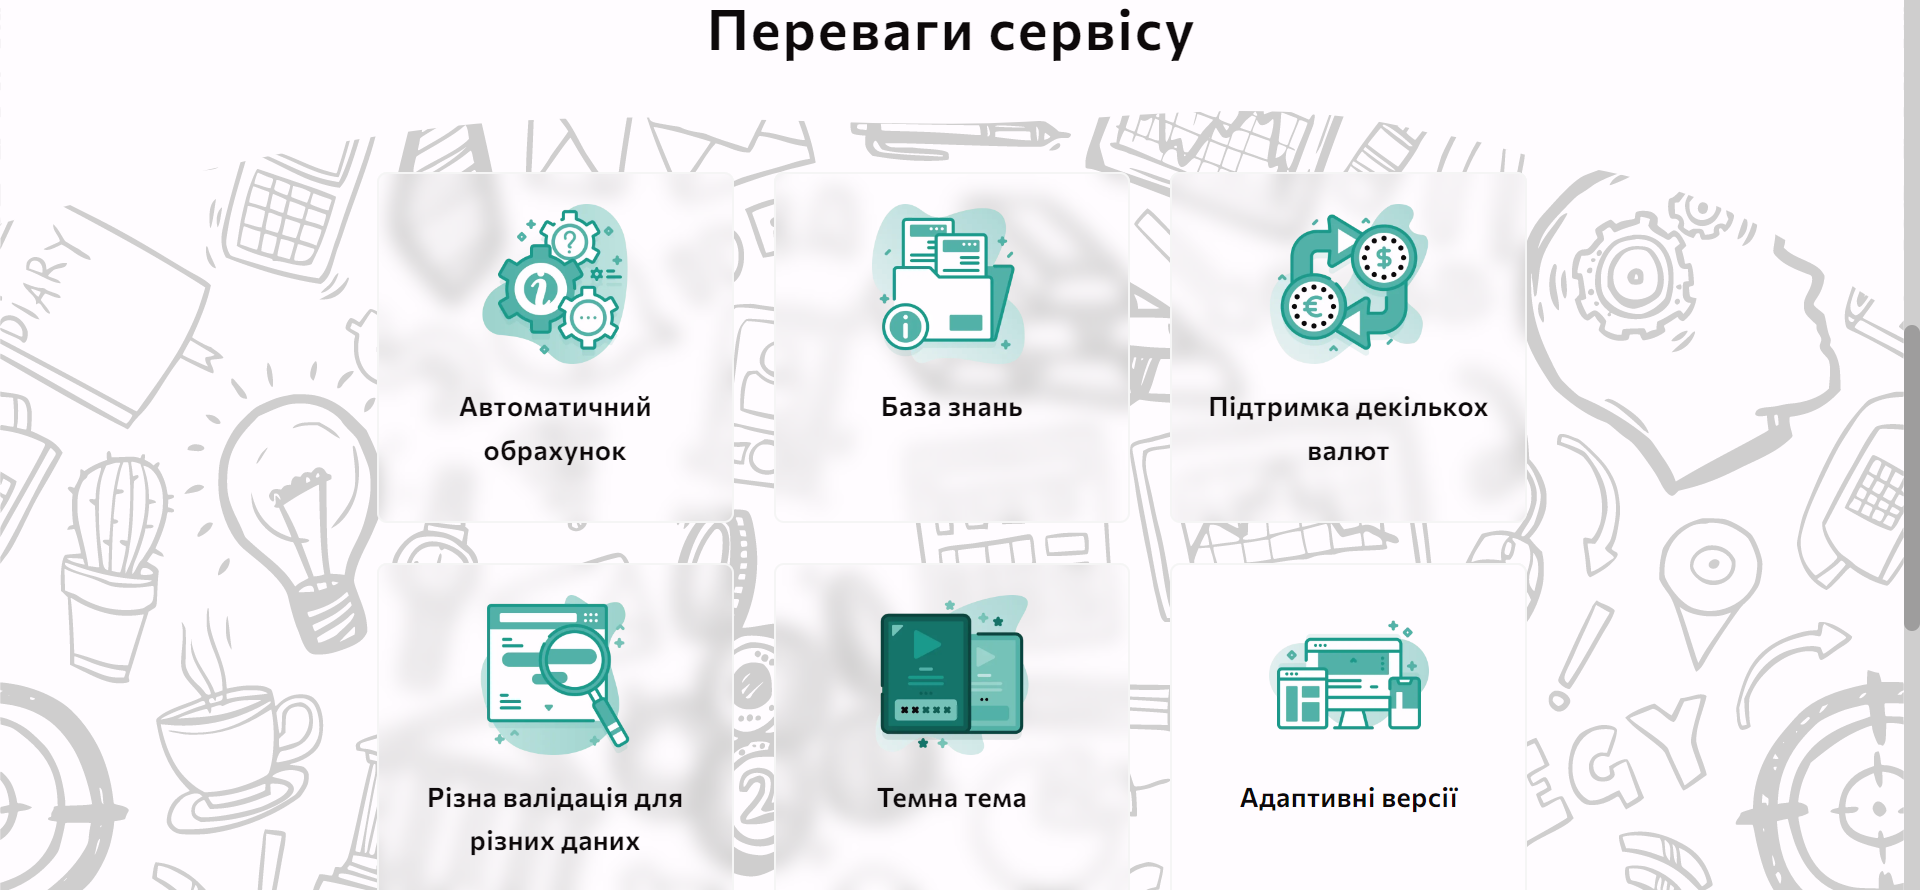 Переваги сервісу
DIARY
Автоматичний
обрахунок
База знань
Підтримка декількох
валют
Різна валідація для
різних даних
Темна тема
Адаптивні версії
EGY